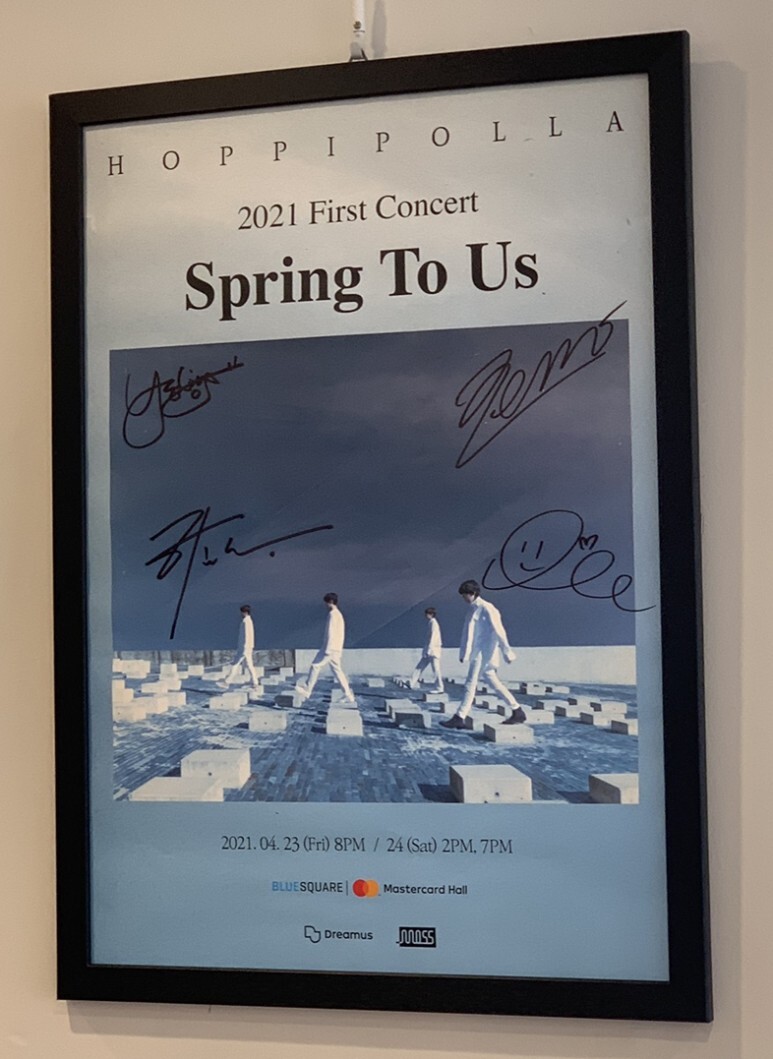 HOPPIPOLLA
2021 First Concert
Spring To Us
2021. 04. 23 (Fri) 8PM / 24 (Sat) 2PM, 7PM
BLUESQUARE | Mastercard Hall
Dreamus MOSS